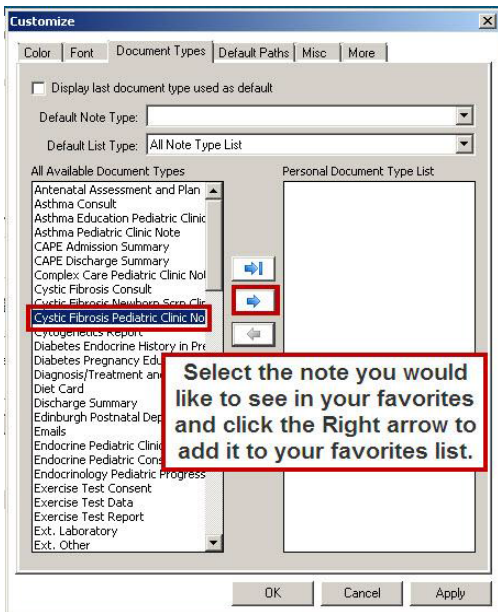 Customize
Color Font Document Types Default Paths Misc More
Display last document type used as default
Default Note Type:
Default List Type: All Note Type List
All Available Document Types Personal Document Type List
Antenatal Assessment and Plan
Asthma Consult
Asthma Education Pediatric Clinic
Asthma Pediatric Clinic Note
CAPE Admission Summary
CAPE Discharge Summary
Complex Care Pediatric Clinic Not
Cystic Fibrosis Consult
Cystic Fibrosis Newborn Scrn Clin
Cystic Fibrosis Pediatric Clinic No
Cytogenetics Report
Diabetes Endocrine History in Pre
Diabetes Pregnancy Edu
Diagnosis/Treatment and
Diet Card
Discharge Summary
Edinburgh Postnatal Dep
Emails
Endocrine Pediatric Clinic
Endocrine Pediatric Cons
Endocrinology Pediatric Progress
Exercise Test Consent
Exercise Test Data
Exercise Test Report
Ext. Laboratory
Ext. Other
Select the note you would
like to see in your favorites
and click the Right arrow to
add it to your favorites list.
OK Cancel Apply